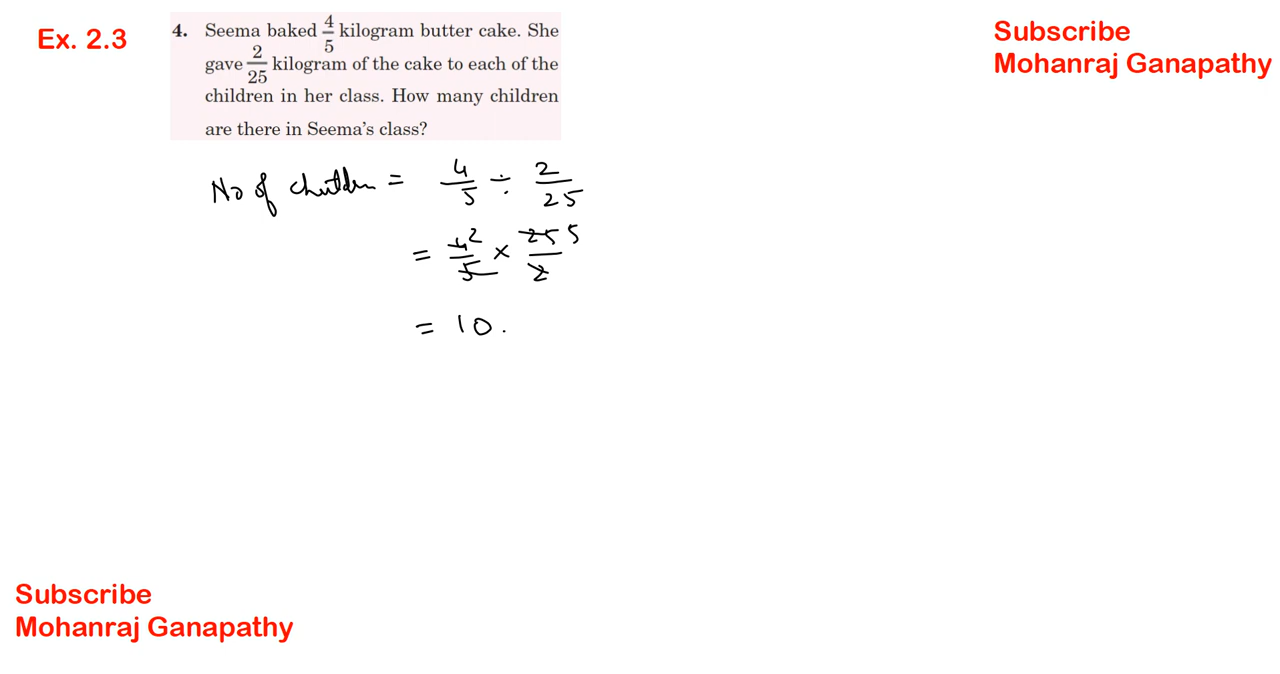 Ex. 2.3
Subscribe
Mohanraj Ganapathy
4. Seema baked 4/5 kilogram butter cake. She
gave 2/25 kilogram of the cake to each of the
children in her class. How many children
are there in Seema's class?
No of children = 4/5 ÷ 2/25
= 4 2/5 × 25 5/2
= 10.
Subscribe
Mohanraj Ganapathy